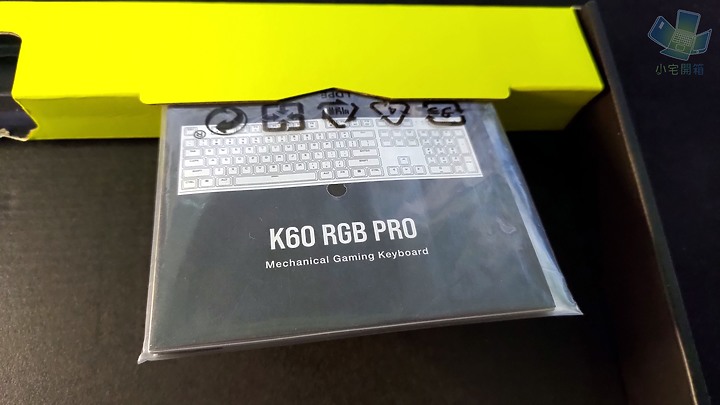 小宅開箱
K60 RGB PRO
Mechanical Gaming Keyboard